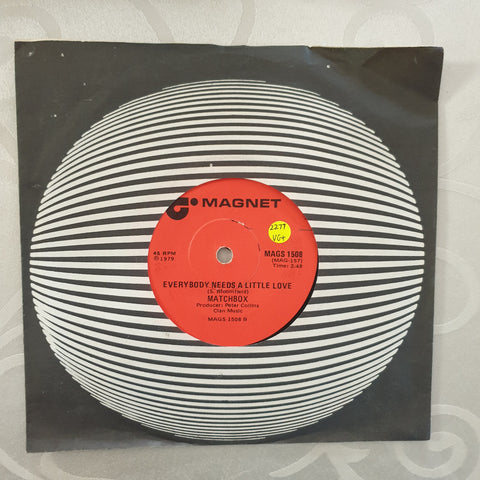 MAGNET
2277
VG+
45 RPM
℗ 1979
MAGS 1508
(MAG-157)
Time: 2:48
EVERYBODY NEEDS A LITTLE LOVE
(S. Bloomfield)
MATCHBOX
Producer: Peter Collins
Clan Music
MAGS 1508 B